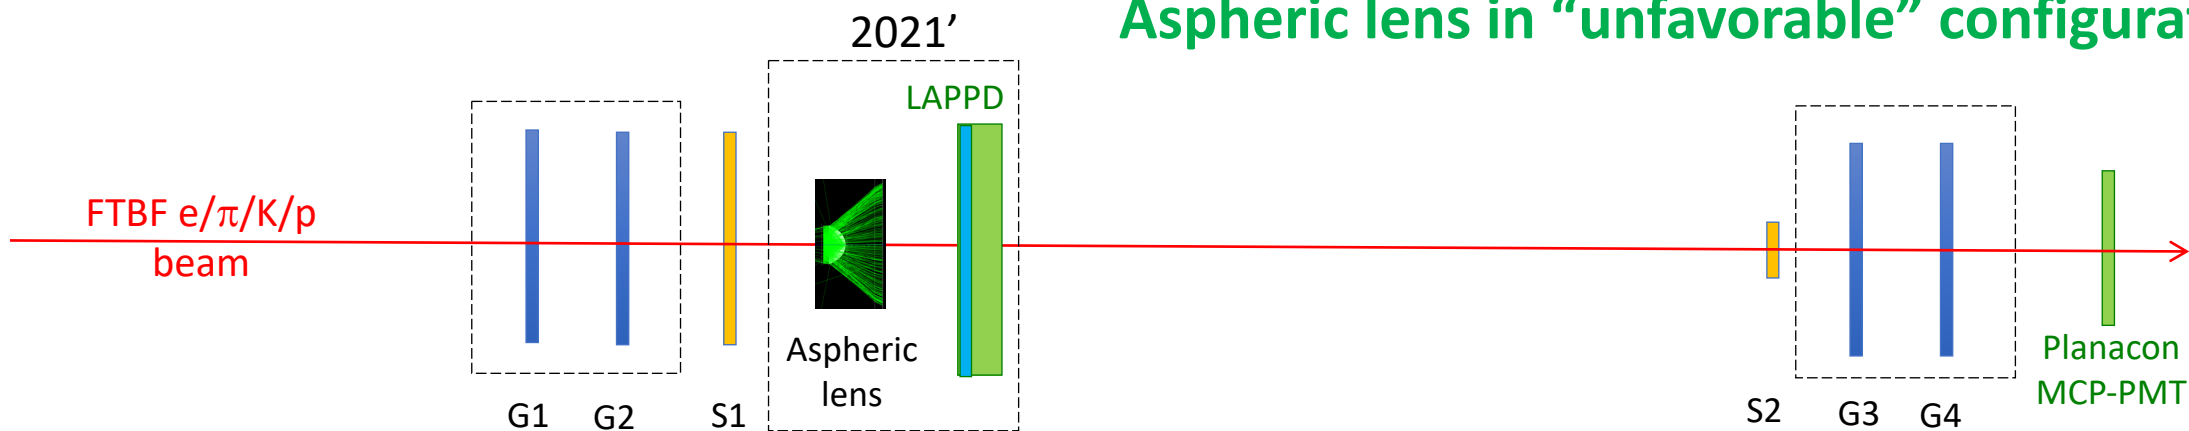 Aspheric lens in “unfavorable” configurat
2021’
LAPPD
FTBF e/π/K/p
beam
Aspheric
lens
G1
G2
S1
S2
G3
G4
Planacon
MCP-PMT